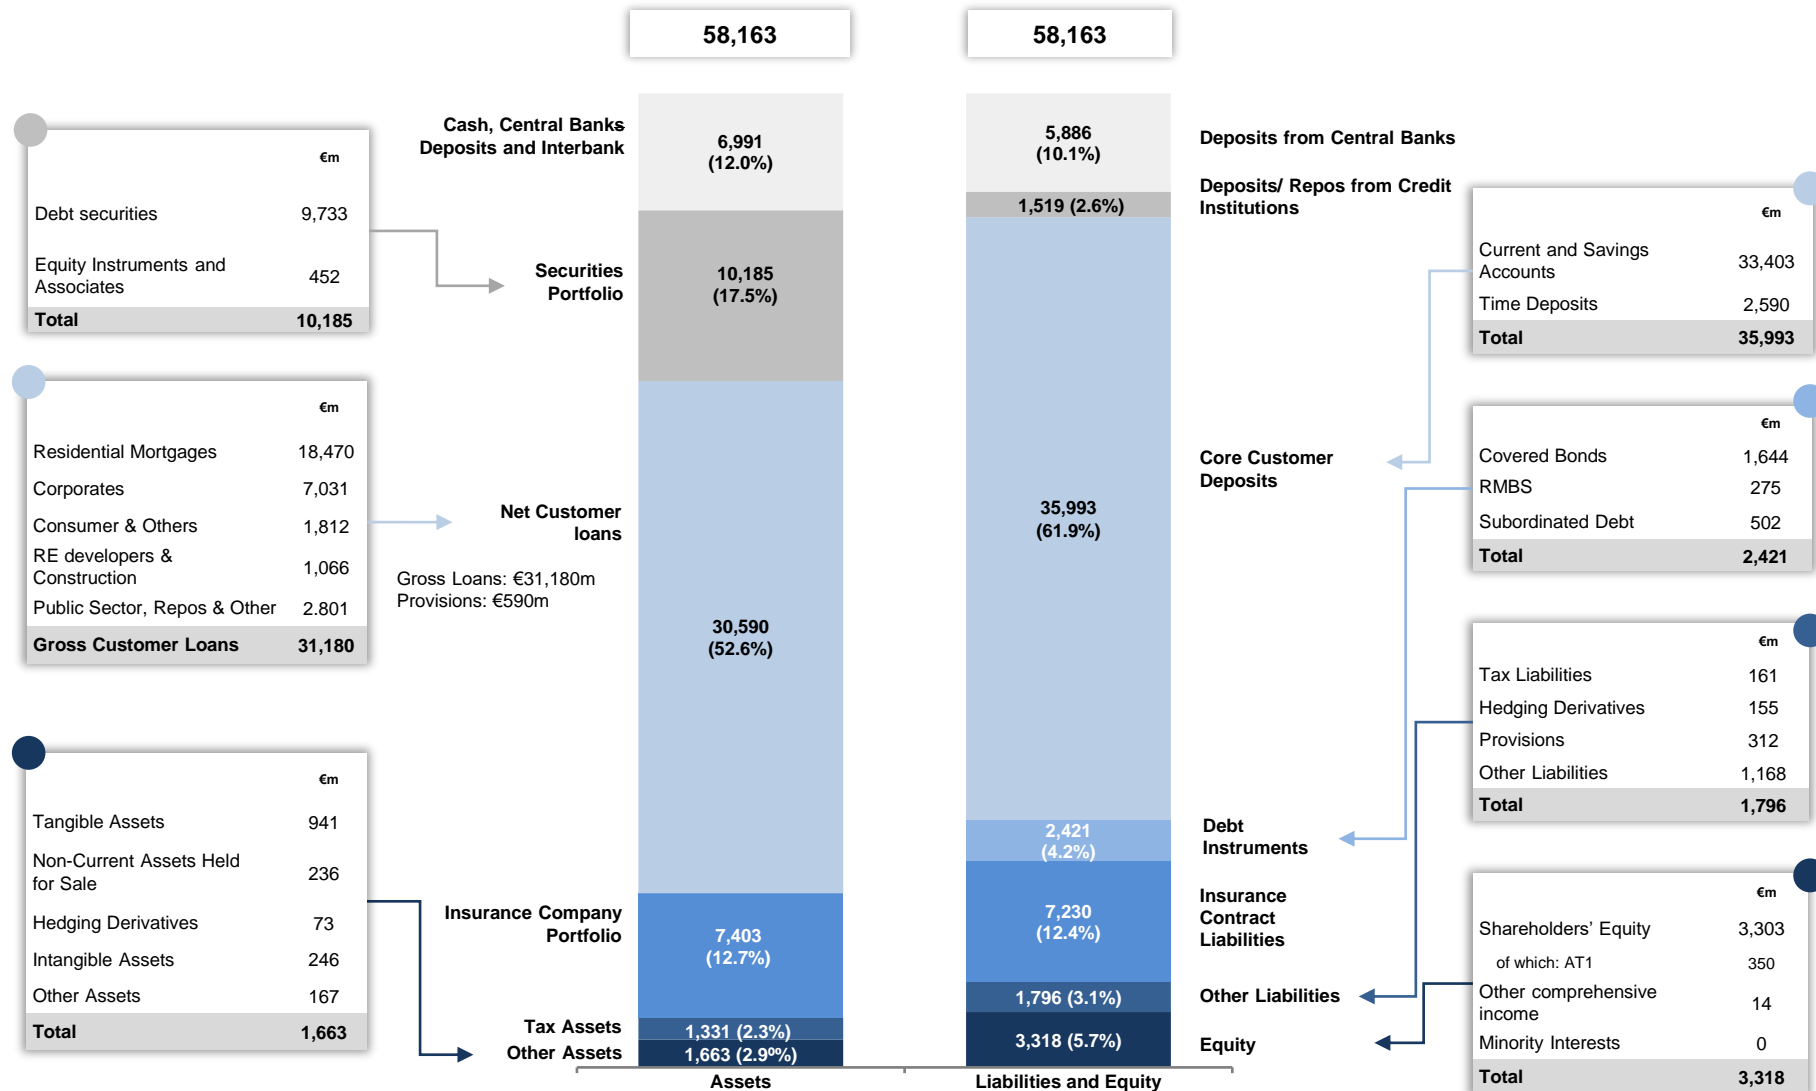 58,163
58,163
€m
Debt securities 9,733
Equity Instruments and
Associates 452
Total 10,185
€m
Residential Mortgages 18,470
Corporates 7,031
Consumer & Others 1,812
RE developers &
Construction 1,066
Public Sector, Repos & Other 2.801
Gross Customer Loans 31,180
€m
Tangible Assets 941
Non-Current Assets Held
for Sale 236
Hedging Derivatives 73
Intangible Assets 246
Other Assets 167
Total 1,663
Cash, Central Banks
Deposits and Interbank
Securities
Portfolio
Net Customer
loans
Gross Loans: €31,180m
Provisions: €590m
Insurance Company
Portfolio
Tax Assets
Other Assets
6,991
(12.0%)
10,185
(17.5%)
30,590
(52.6%)
7,403
(12.7%)
1,331 (2.3%)
1,663 (2.9%)
Assets
5,886
(10.1%)
1,519 (2.6%)
35,993
(61.9%)
2,421
(4.2%)
7,230
(12.4%)
1,796 (3.1%)
3,318 (5.7%)
Liabilities and Equity
Deposits from Central Banks
Deposits/ Repos from Credit
Institutions
Core Customer
Deposits
Debt
Instruments
Insurance
Contract
Liabilities
Other Liabilities
Equity
€m
Current and Savings
Accounts 33,403
Time Deposits 2,590
Total 35,993
€m
Covered Bonds 1,644
RMBS 275
Subordinated Debt 502
Total 2,421
€m
Tax Liabilities 161
Hedging Derivatives 155
Provisions 312
Other Liabilities 1,168
Total 1,796
€m
Shareholders' Equity 3,303
of which: AT1 350
Other comprehensive
income 14
Minority Interests 0
Total 3,318